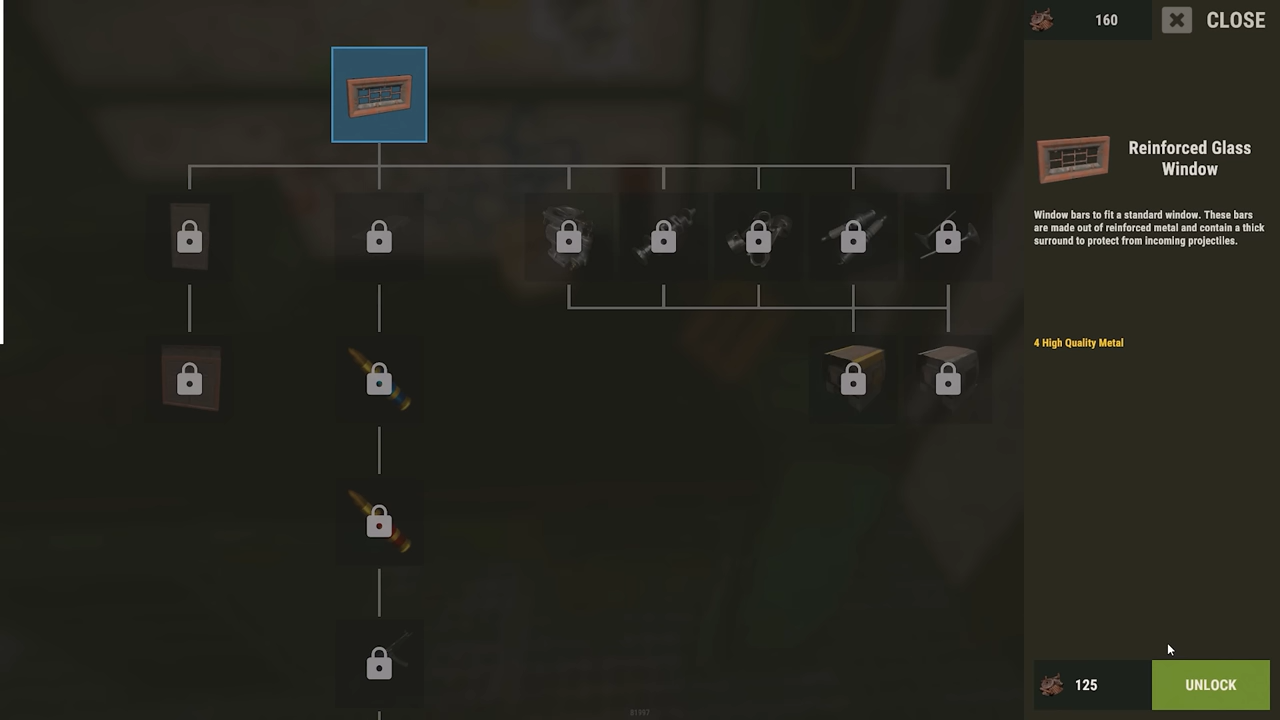 160
CLOSE
Reinforced Glass
Window
Window bars to fit a standard window. These bars
are made out of reinforced metal and contain a thick
surround to protect from incoming projectiles.
4 High Quality Metal
125
UNLOCK